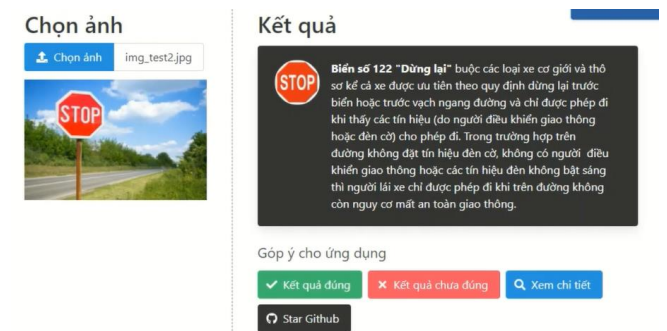 Chọn ảnh
Chọn ảnh img_test2.jpg
STOP
Kết quả
STOP
Biển số 122 "Dừng lại" buộc các loại xe cơ giới và thô
sơ kể cả xe được ưu tiên theo quy định dừng lại trước
biển hoặc trước vạch ngang đường và chỉ được phép đi
khi thấy các tín hiệu (do người điều khiển giao thông
hoặc đèn cờ) cho phép đi. Trong trường hợp trên
đường không đặt tín hiệu đèn cờ, không có người điều
khiển giao thông hoặc các tín hiệu đèn không bật sáng
thì người lái xe chỉ được phép đi khi trên đường không
còn nguy cơ mất an toàn giao thông.
Góp ý cho ứng dụng
Kết quả đúng
Kết quả chưa đúng
Xem chi tiết
Star Github